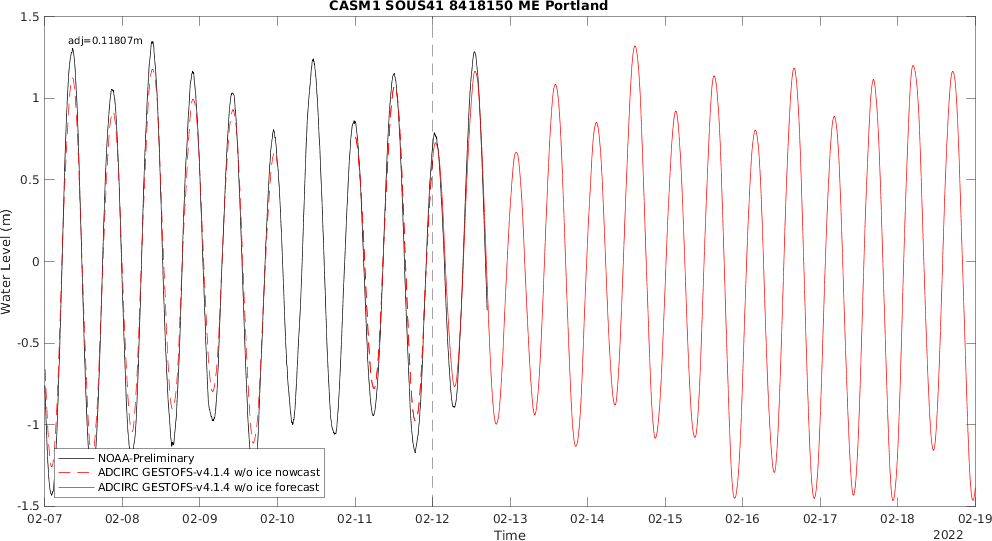 CASM1 SOUS41 8418150 ME Portland
adj=0.11807m
1.5
1
0.5
0
-0.5
-1
-1.5
Water Level (m)
NOAA-Preliminary
ADCIRC GESTOFS-v4.1.4 w/o ice nowcast
ADCIRC GESTOFS-v4.1.4 w/o ice forecast
02-07 02-08 02-09 02-10 02-11 02-12 02-13 02-14 02-15 02-16 02-17 02-18 02-19
Time
2022